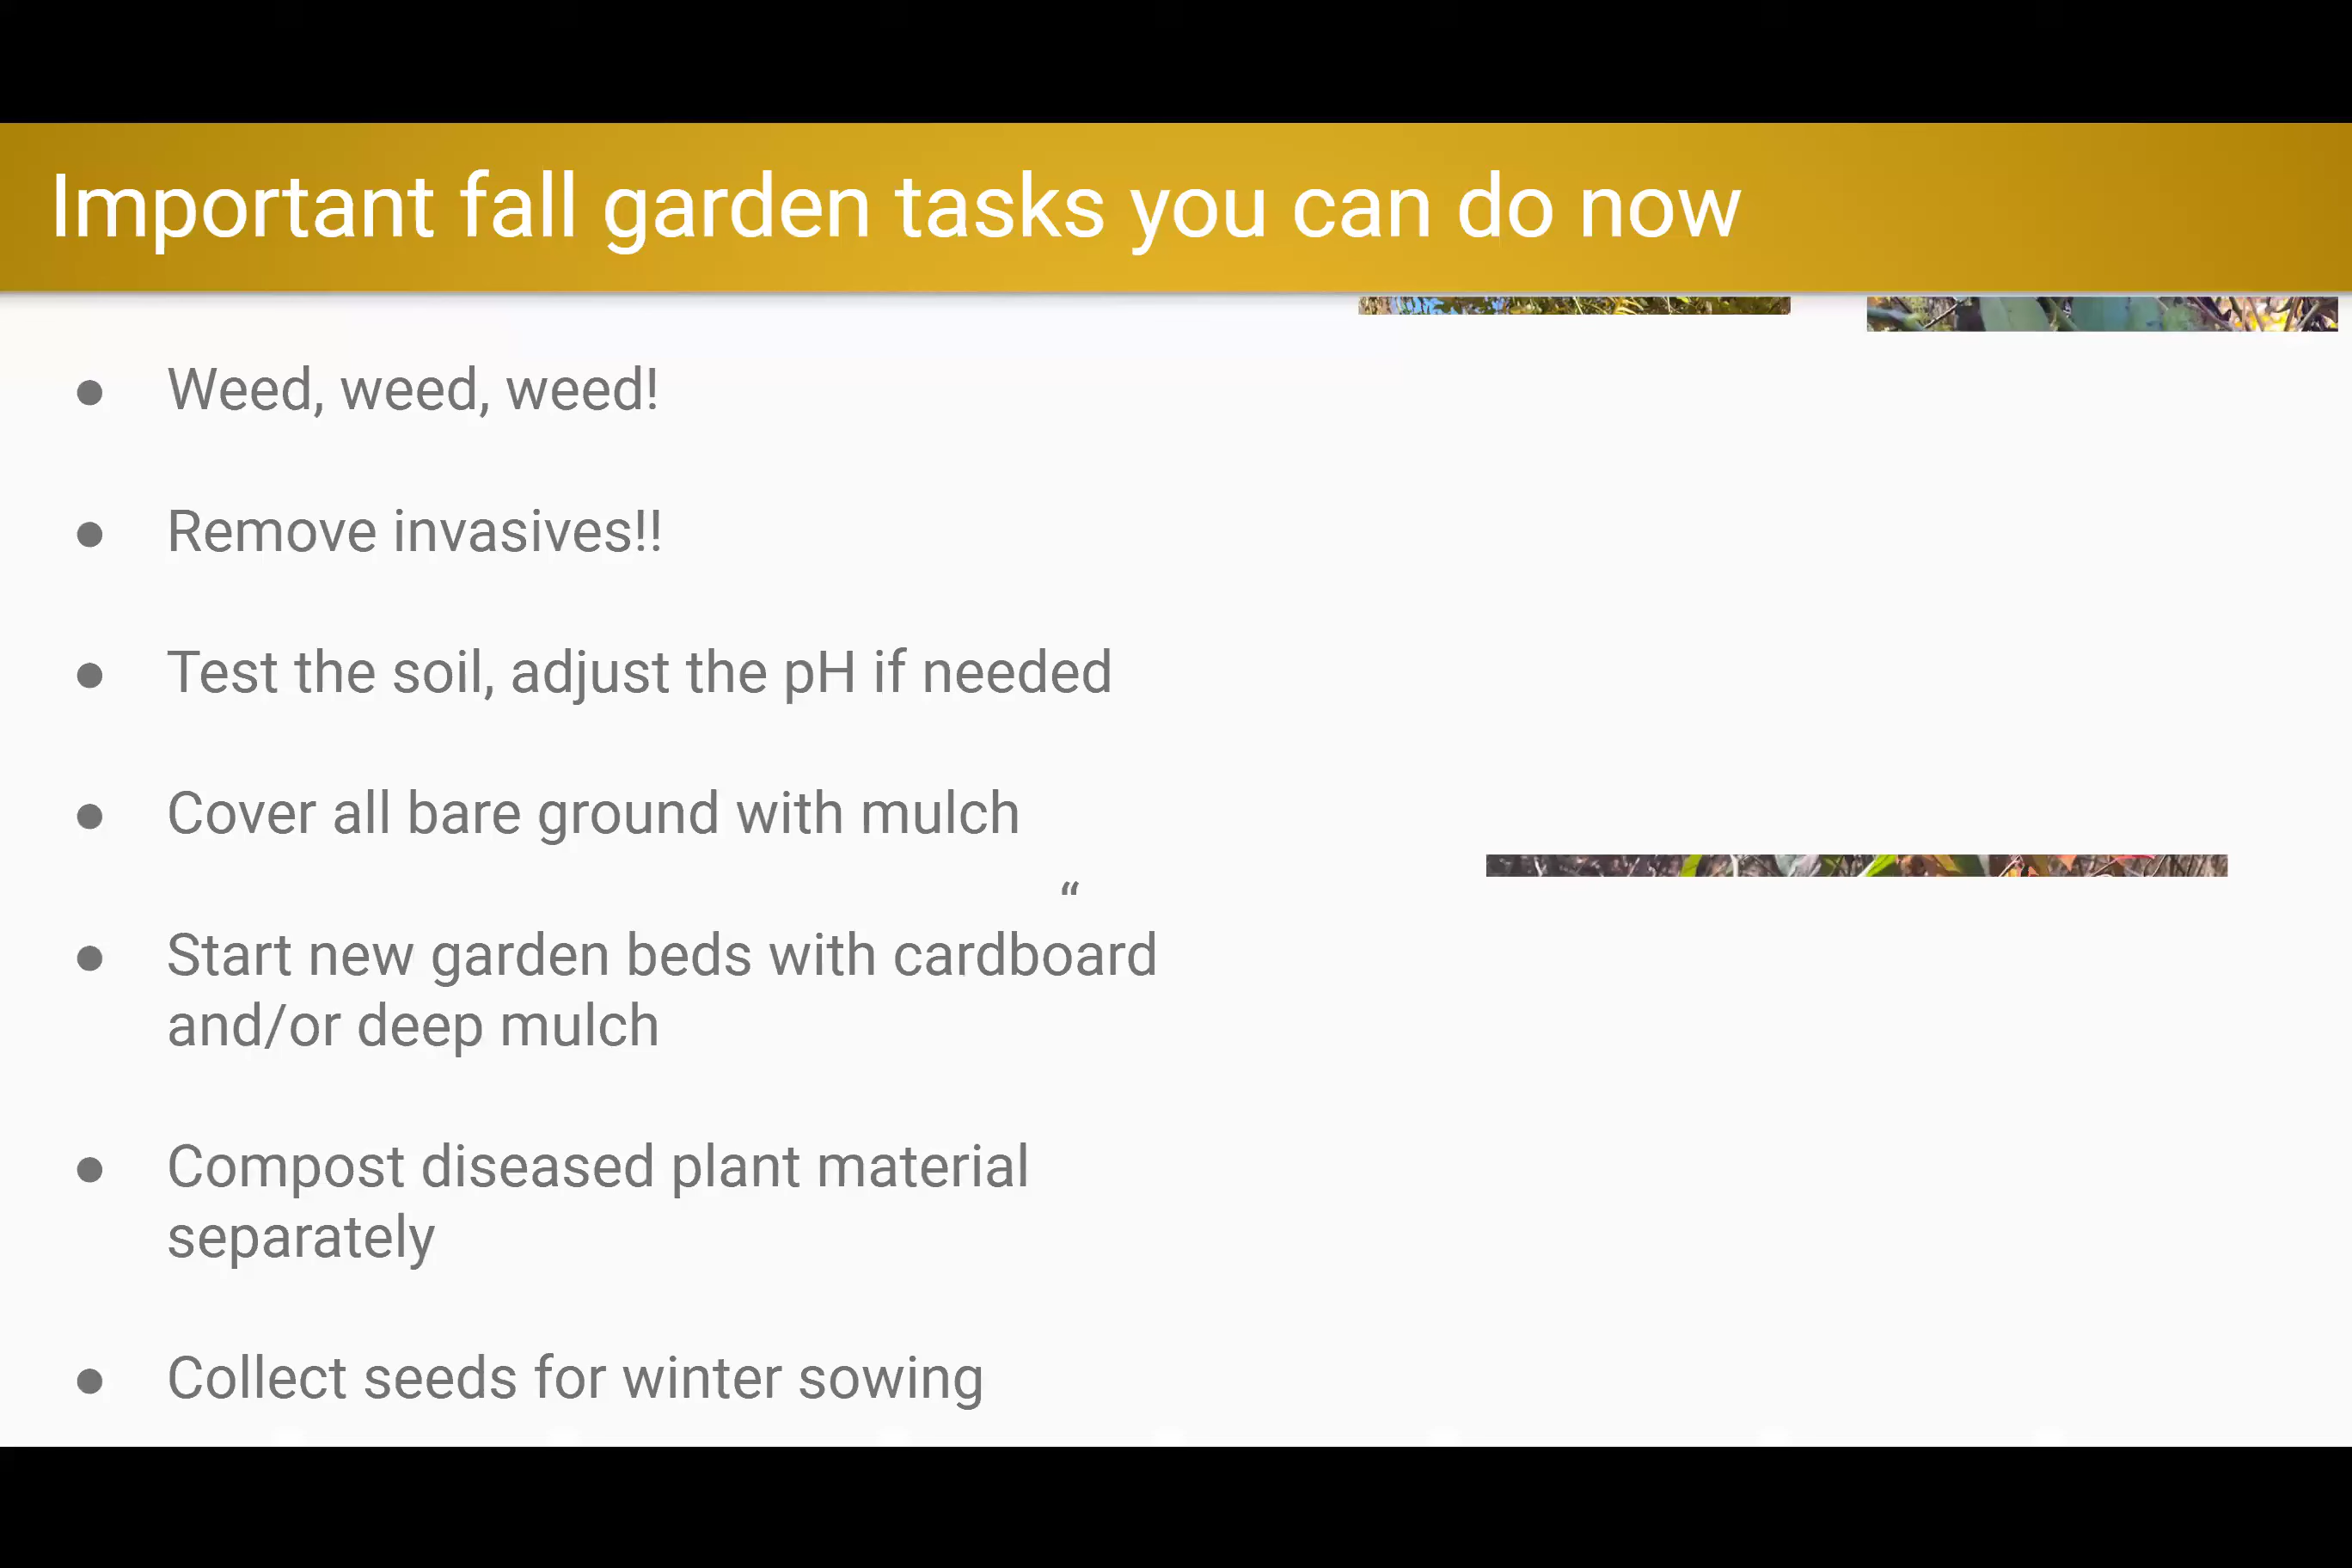 Important fall garden tasks you can do now
● Weed, weed, weed!
● Remove invasives!!
● Test the soil, adjust the pH if needed
● Cover all bare ground with mulch
“
● Start new garden beds with cardboard
and/or deep mulch
● Compost diseased plant material
separately
● Collect seeds for winter sowing